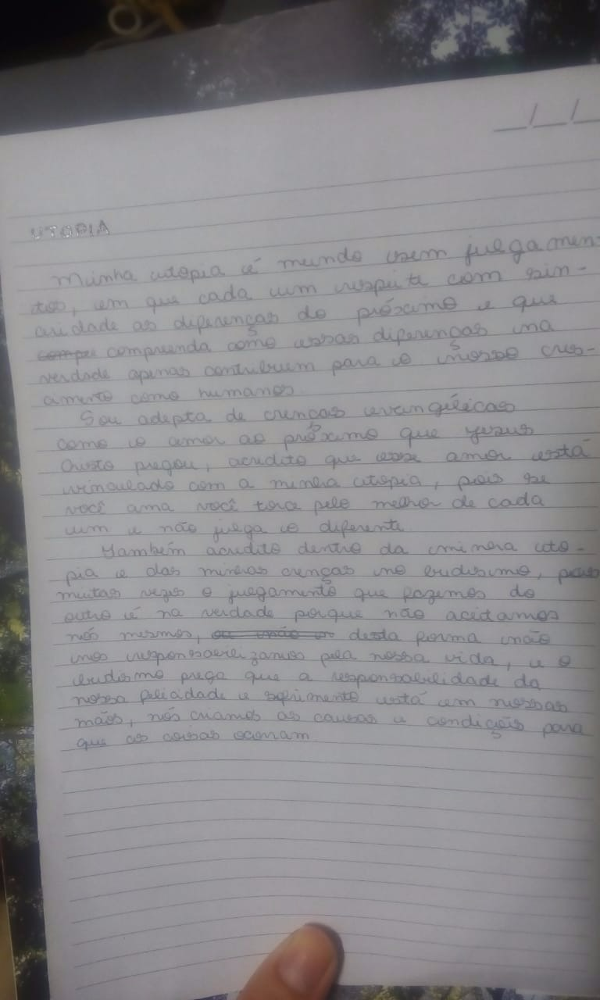 __/__/__
UTOPIA
Minha utopia é mundo sem julgamen-
tos, em que cada um respeite com sin-
ceridade as diferenças do próximo e que
compreenda como essas diferenças na
verdade apenas contribuem para o nosso cres-
cimento como humanos.
Sou adepta de crenças evangélicas
como o amor ao próximo que Jesus
Cristo pregou, acredito que esse amor está
vinculado com a minha utopia, pois se
você ama você torce pelo melhor de cada
um e não julga o diferente.
Também acredito dentro da minha uto-
pia e das minhas crenças no budismo, pois
muitas vezes o julgamento que fazemos do
outro é na verdade porque não aceitamos
nós mesmos, desta forma não
nos responsabilizamos pela nossa vida, e o
budismo prega que a responsabilidade da
nossa felicidade e sofrimento está em nossas
mãos, nós criamos as causas e condições para
que as coisas ocorram